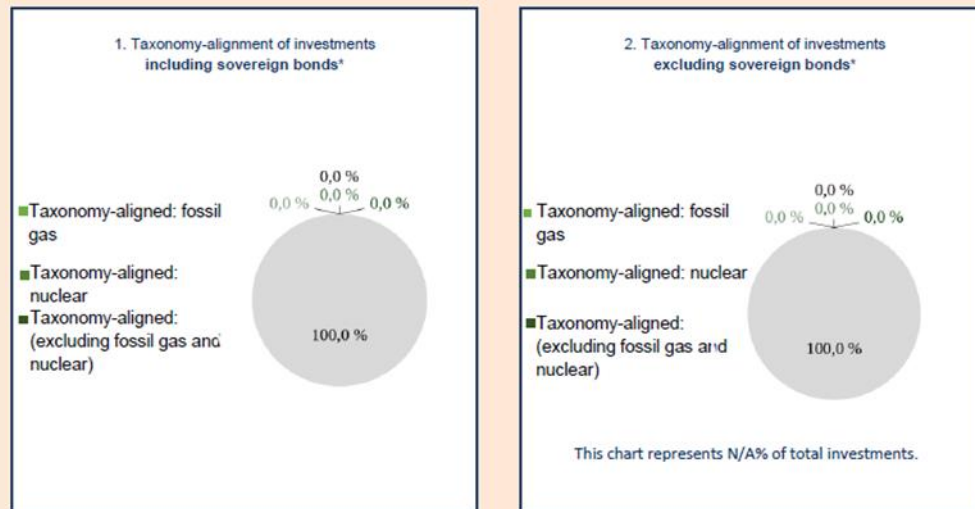 1. Taxonomy-alignment of investments
including sovereign bonds*
0,0 %
0,0 %
0,0 %
0,0 %
Taxonomy-aligned: fossil
gas
Taxonomy-aligned:
nuclear
Taxonomy-aligned:
(excluding fossil gas and
nuclear)
100,0 %
2. Taxonomy-alignment of investments
excluding sovereign bonds*
0,0 %
0,0 %
0,0 %
0,0 %
Taxonomy-aligned: fossil
gas
Taxonomy-aligned: nuclear
Taxonomy-aligned:
(excluding fossil gas and
nuclear)
100,0 %
This chart represents N/A% of total investments.